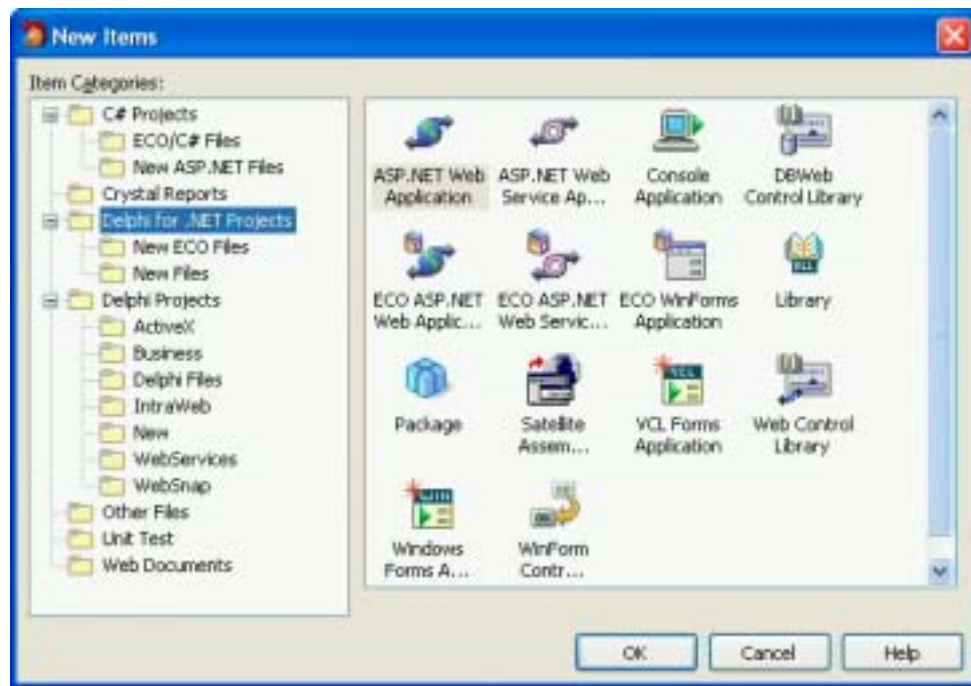 New Items
Item Categories:
C# Projects
ECO/C# Files
New ASP.NET Files
Crystal Reports
Delphi for .NET Projects
New ECO Files
New Files
Delphi Projects
ActiveX
Business
Delphi Files
IntraWeb
New
WebServices
WebSnap
Other Files
Unit Test
Web Documents
ASP.NET Web
Application
ASP.NET Web
Service Ap...
Console
Application
DBWeb
Control Library
ECO ASP.NET
Web Applic...
ECO ASP.NET
Web Servic...
ECO WinForms
Application
DLL
Library
Package
Satellite
Assem...
VCL
VCL Forms
Application
Web Control
Library
WIN
Windows
Forms A...
WinForm
Contr...
OK
Cancel
Help